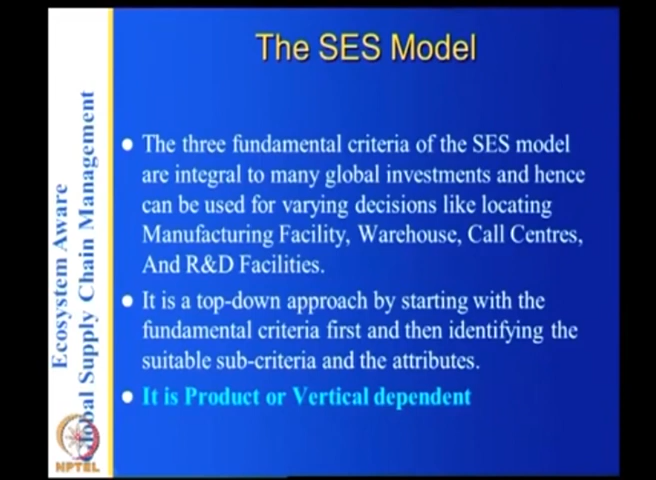 The SES Model
The three fundamental criteria of the SES model
are integral to many global investments and hence
can be used for varying decisions like locating
Manufacturing Facility, Warehouse, Call Centres,
And R&D Facilities.
It is a top-down approach by starting with the
fundamental criteria first and then identifying the
suitable sub-criteria and the attributes.
It is Product or Vertical dependent
Ecosystem Aware
Global Supply Chain Management
NPTEL